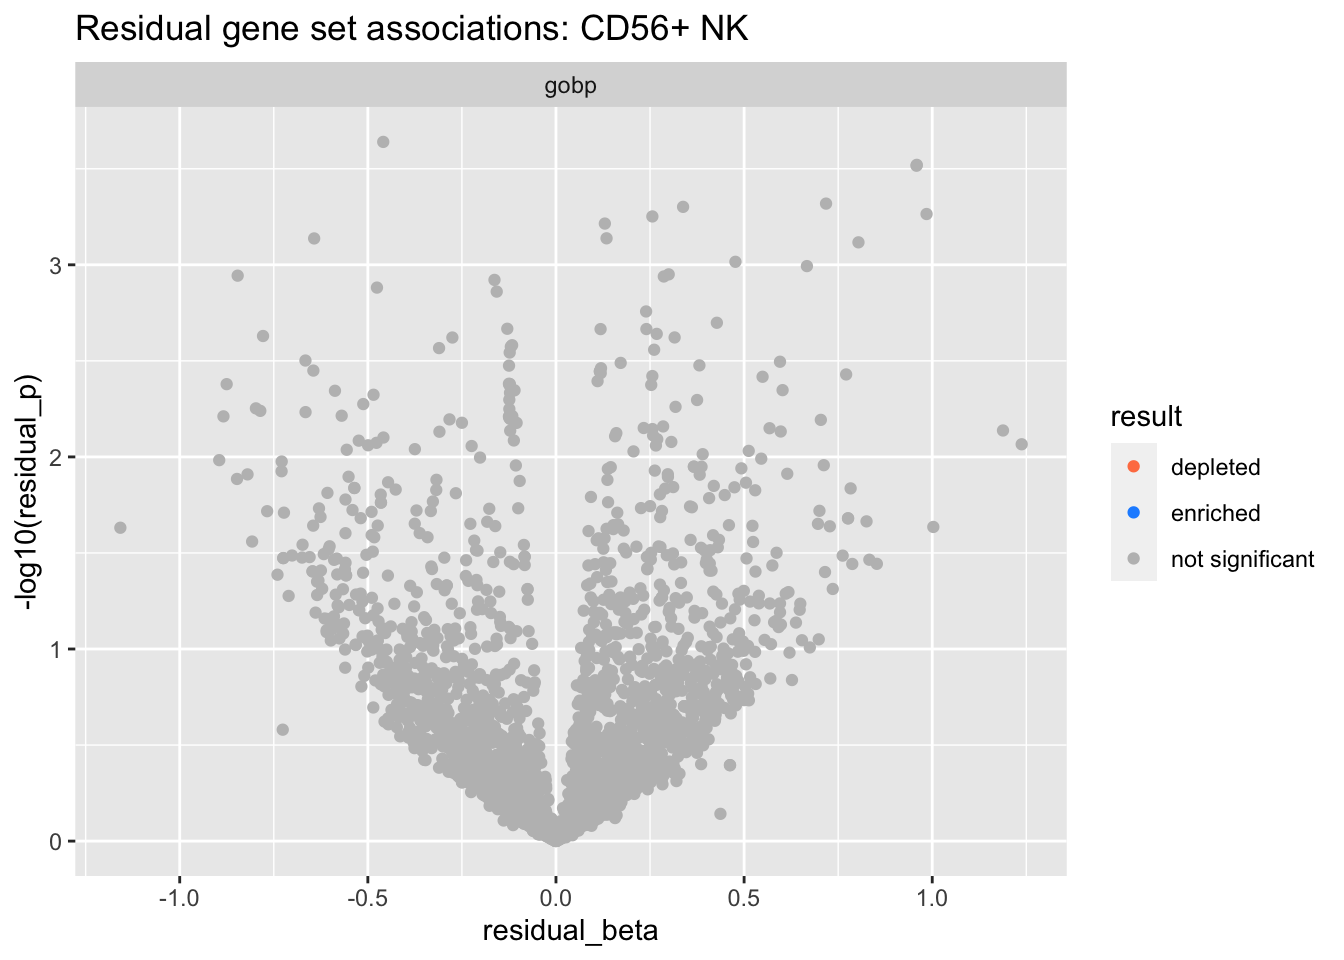 Residual gene set associations: CD56+ NK
gobp
-log10(residual_p)
3
2
1
0
-1.0
-0.5
0.0
0.5
1.0
residual_beta
result
depleted
enriched
not significant